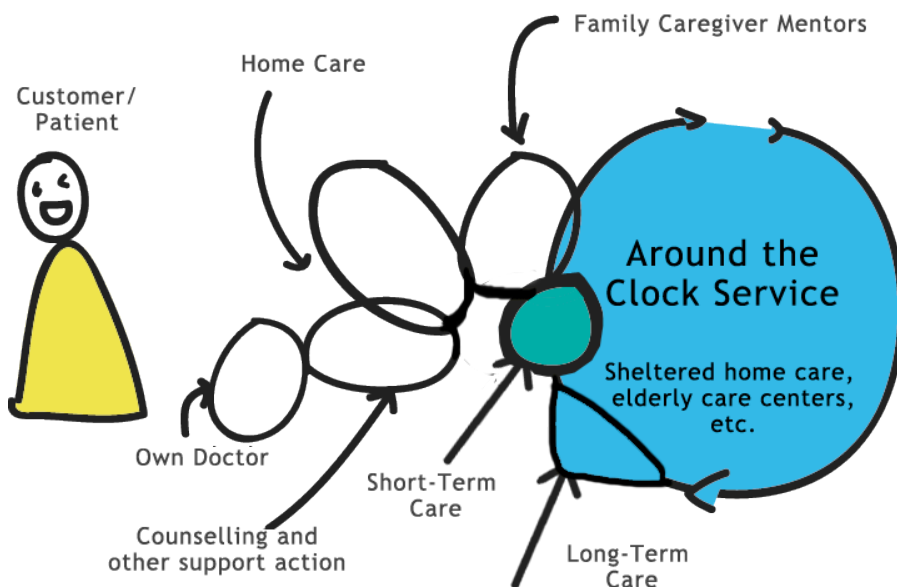 Family Caregiver Mentors
Home Care
Customer/
Patient
Around the
Clock Service
Sheltered home care,
elderly care centers,
etc.
Own Doctor
Short-Term
Care
Counselling and
other support action
Long-Term
Care